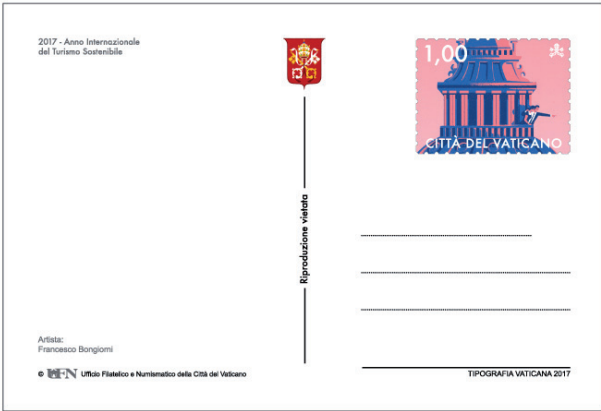 2017 - Anno Internazionale
del Turismo Sostenibile
1,00
CITTÀ DEL VATICANO
Riproduzione vietata
Artista:
Francesco Bongiorni
© UFN Ufficio Filatelico e Numismatico della Città del Vaticano
TIPOGRAFIA VATICANA 2017